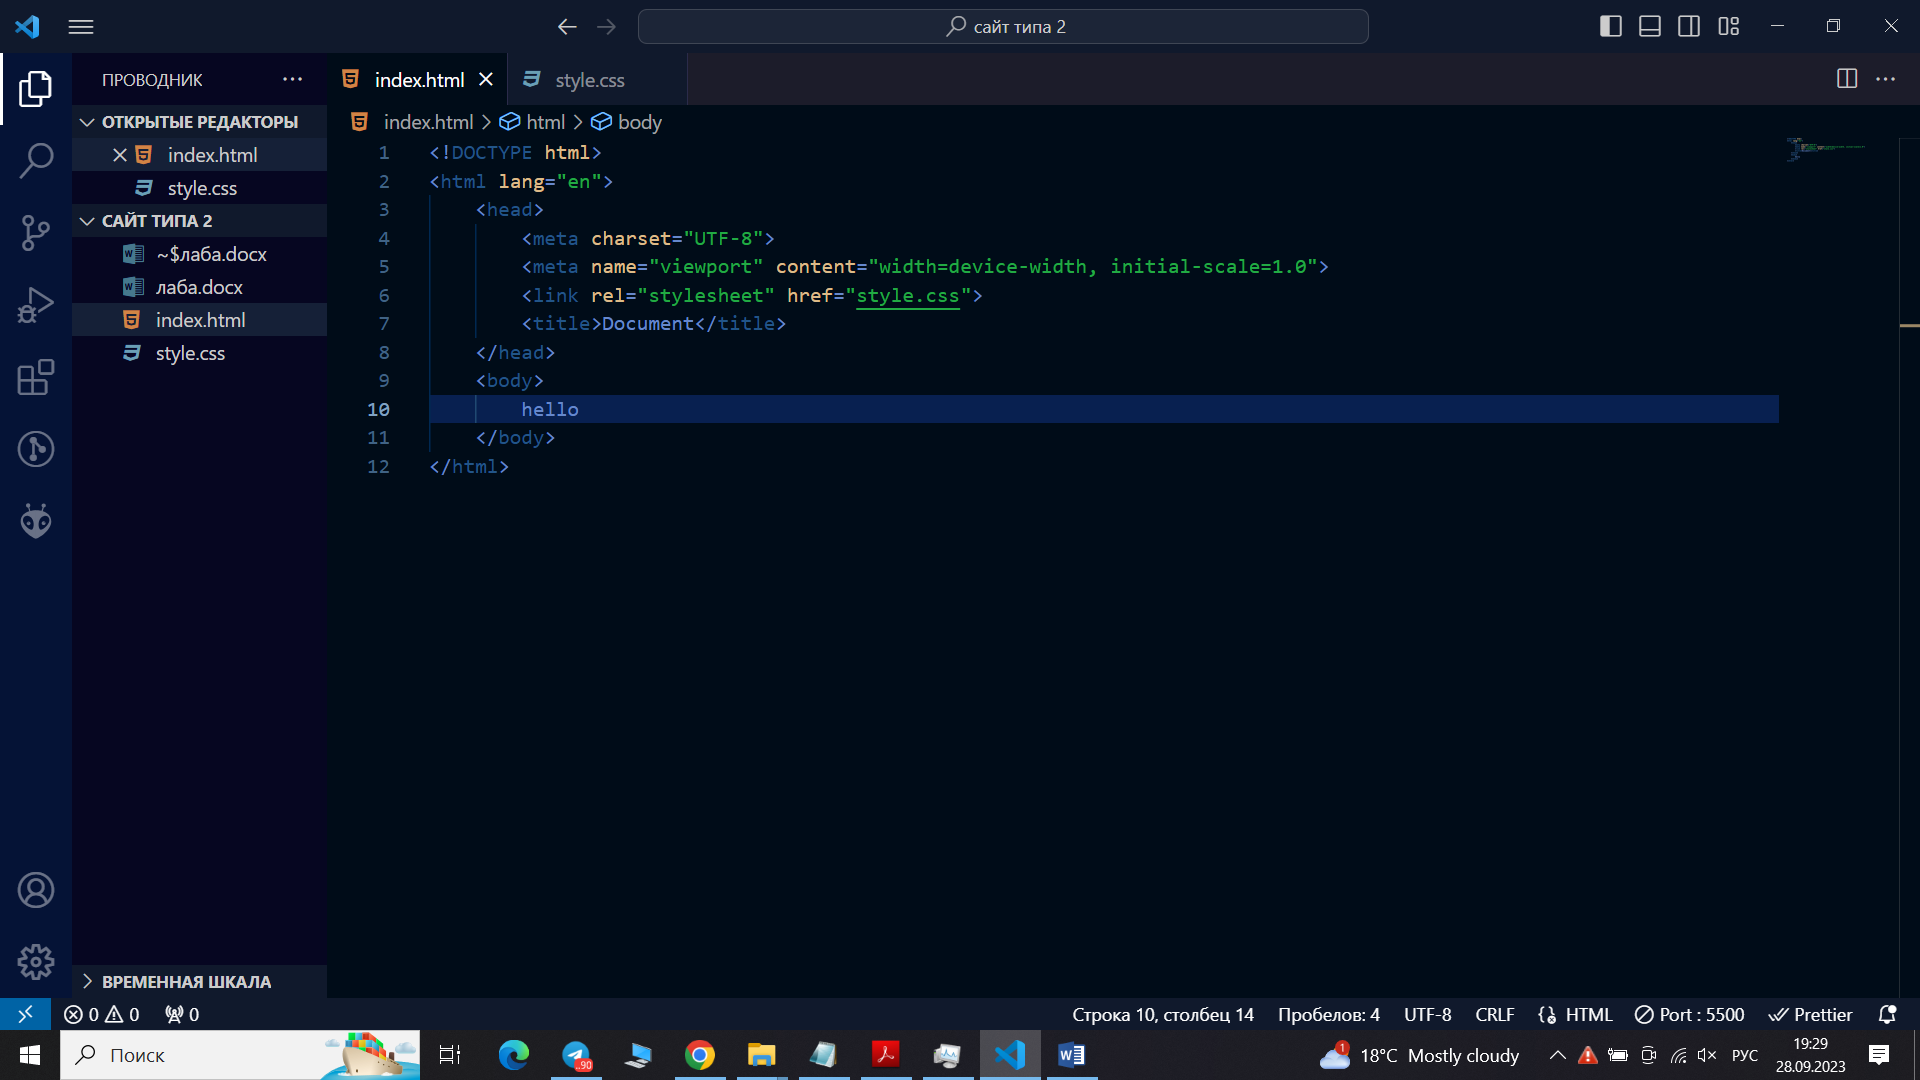 сайт типа 2
ПРОВОДНИК
index.html
style.css
ОТКРЫТЫЕ РЕДАКТОРЫ
index.html
style.css
САЙТ ТИПА 2
~$лаба.docx
лаба.docx
index.html
style.css
ВРЕМЕННАЯ ШКАЛА
index.html > html > body
1 <!DOCTYPE html>
2 <html lang="en">
3 <head>
4 <meta charset="UTF-8">
5 <meta name="viewport" content="width=device-width, initial-scale=1.0">
6 <link rel="stylesheet" href="style.css">
7 <title>Document</title>
8 </head>
9 <body>
10 hello
11 </body>
12 </html>
0 0 0
Строка 10, столбец 14 Пробелов: 4 UTF-8 CRLF HTML Port : 5500 Prettier
Поиск
..90
1
18°C Mostly cloudy
РУС
19:29
28.09.2023